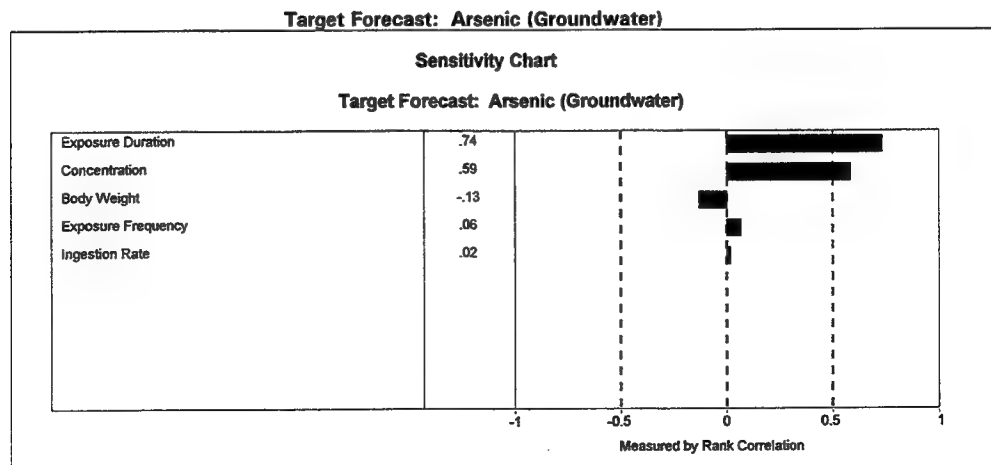 Target Forecast: Arsenic (Groundwater)
Sensitivity Chart
Target Forecast: Arsenic (Groundwater)
Exposure Duration .74
Concentration .59
Body Weight -.13
Exposure Frequency .06
Ingestion Rate .02
-1 -0.5 0 0.5 1
Measured by Rank Correlation